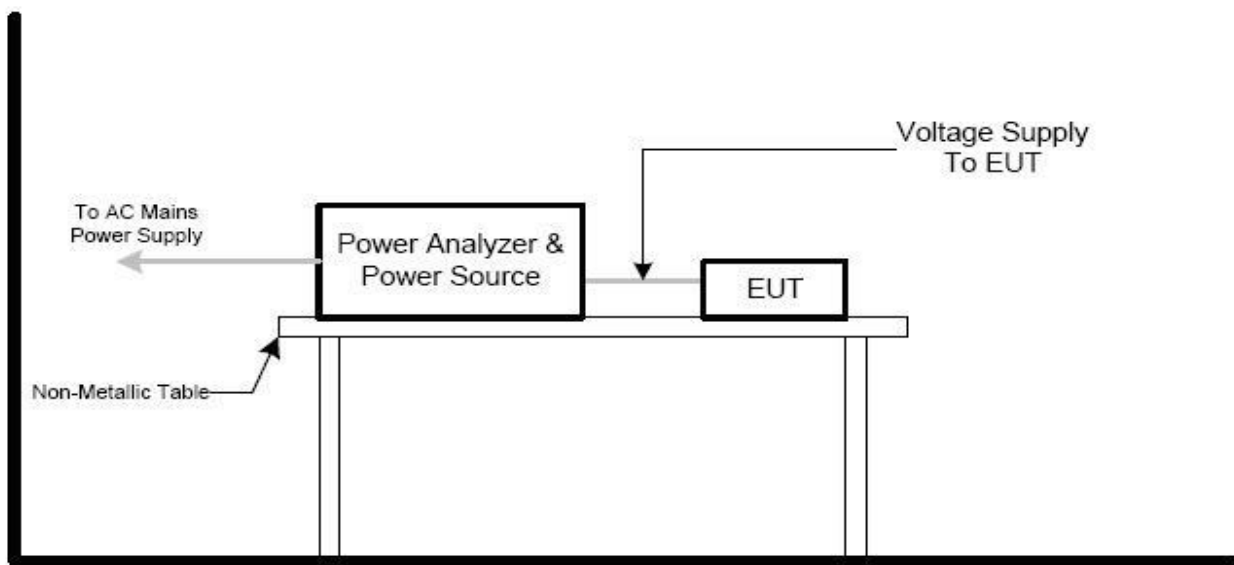 Voltage Supply
To EUT
To AC Mains
Power Supply
Power Analyzer &
Power Source
EUT
Non-Metallic Table